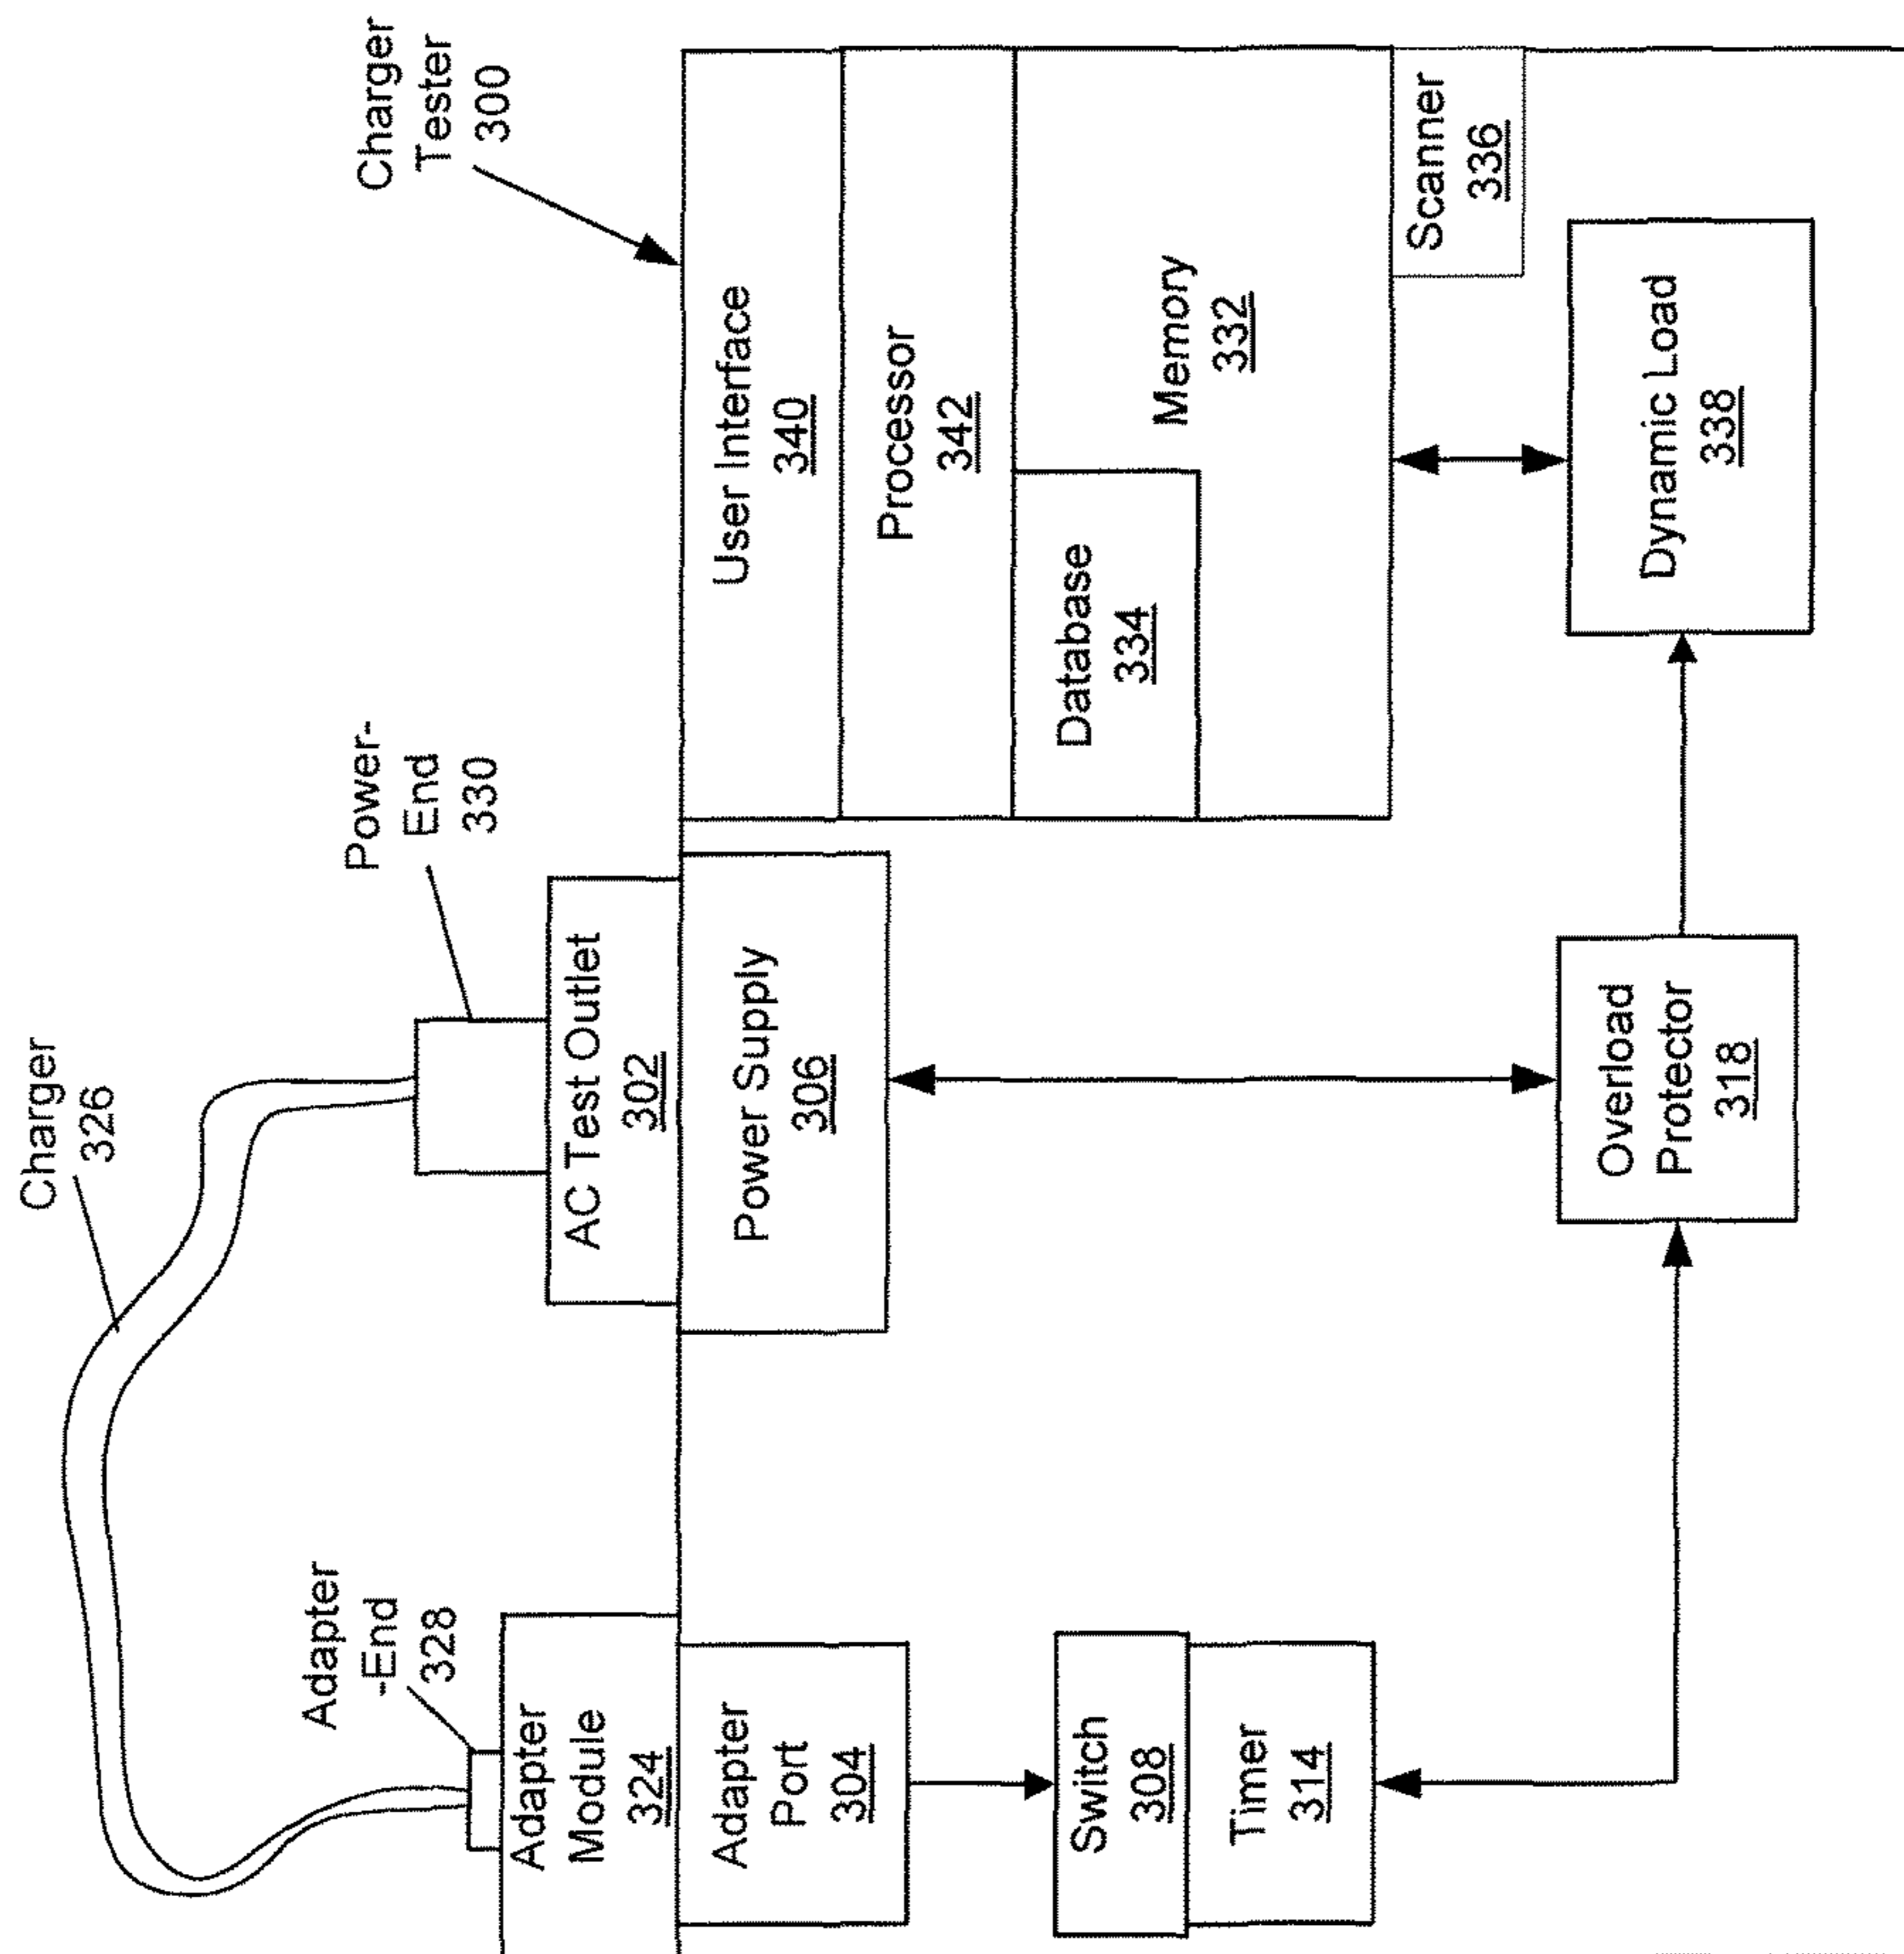 Charger
Tester
300
Charger
326
Power-
End
330
Adapter
-End
328
Adapter
Module
324
AC Test Outlet
302
User Interface
340
Adapter
Port
304
Power Supply
306
Processor
342
Database
334
Memory
332
Scanner
336
Switch
308
Timer
314
Overload
Protector
318
Dynamic Load
338